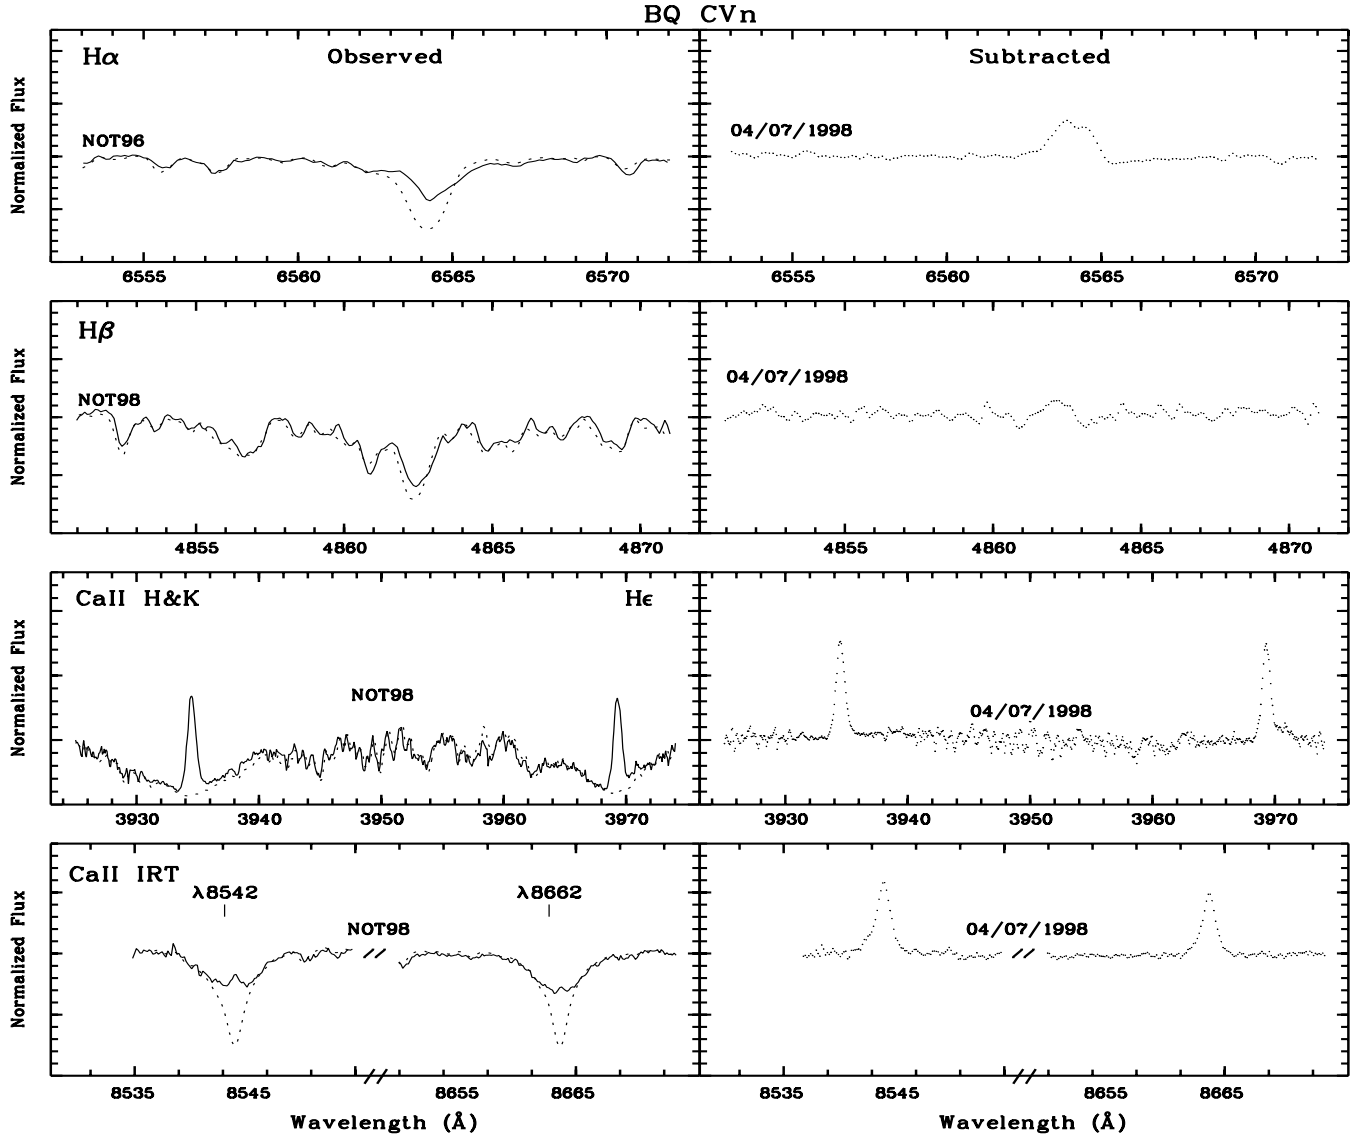 BQ CVn
Hα Observed Subtracted
Normalized Flux
NOT96 04/07/1998
6555 6560 6565 6570 6555 6560 6565 6570
Hβ
Normalized Flux
NOT98 04/07/1998
4855 4860 4865 4870 4855 4860 4865 4870
CaII H&K Hϵ
Normalized Flux
NOT98 04/07/1998
3930 3940 3950 3960 3970 3930 3940 3950 3960 3970
CaII IRT
λ8542 λ8662
Normalized Flux
NOT98 04/07/1998
8535 8545 8655 8665 8535 8545 8655 8665
Wavelength (Å) Wavelength (Å)